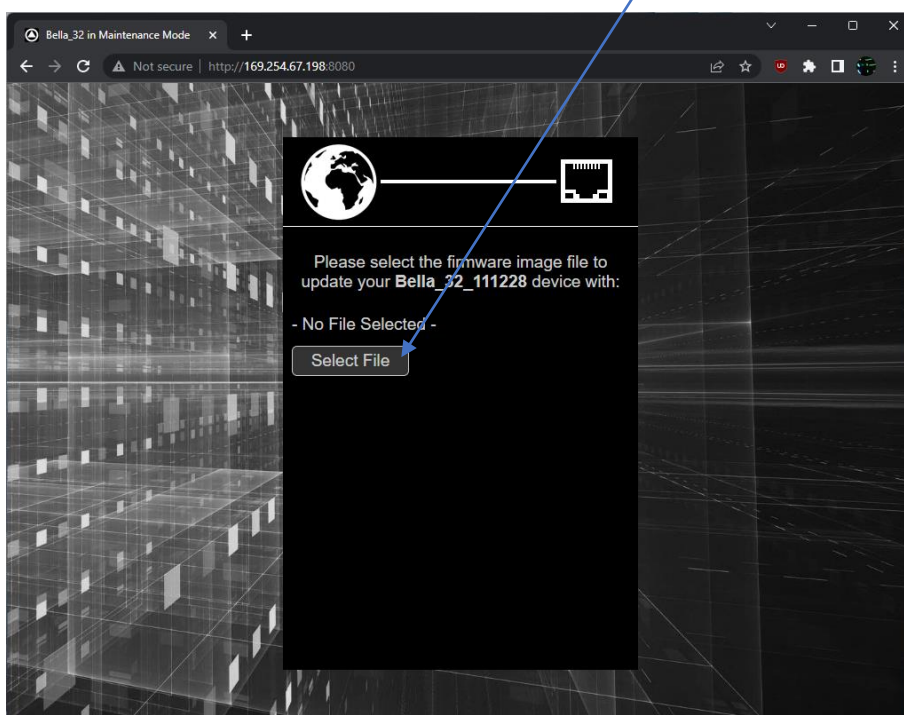 Bella_32 in Maintenance Mode
Not secure | http://169.254.67.198:8080
Please select the firmware image file to
update your Bella_32_111228 device with:
- No File Selected -
Select File